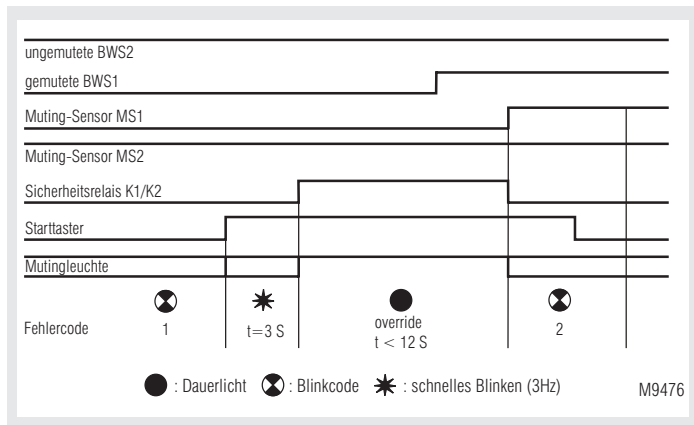 ungemutete BWS2
gemutete BWS1
Muting-Sensor MS1
Muting-Sensor MS2
Sicherheitsrelais K1/K2
Starttaster
Mutingleuchte
Fehlercode 1 t=3 S override t < 12 S 2
: Dauerlicht : Blinkcode : schnelles Blinken (3Hz) M9476